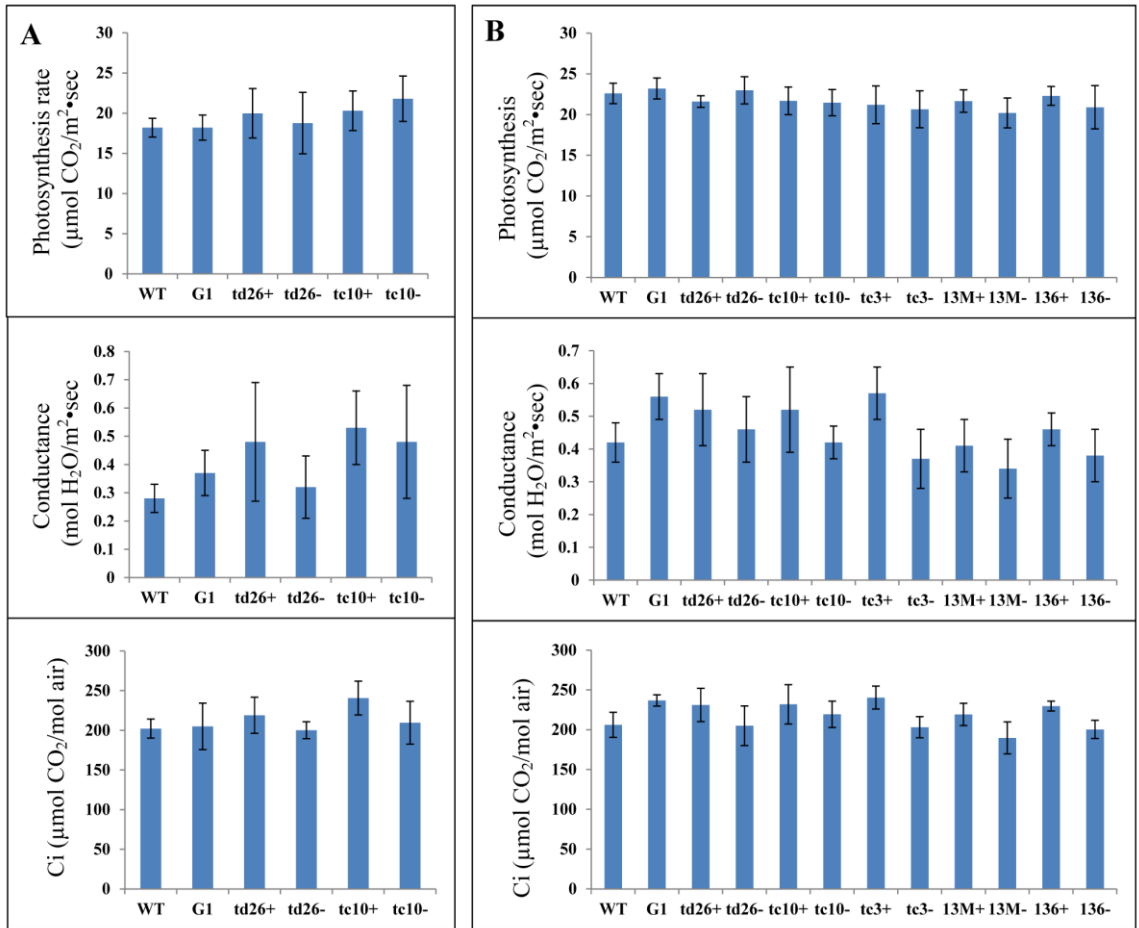 A
Photosynthesis rate
(µmol CO₂/m²•sec)
30
25
20
15
10
5
0
WT G1 td26+ td26- tc10+ tc10-
Conductance
(mol H₂O/m²•sec)
0.8
0.7
0.6
0.5
0.4
0.3
0.2
0.1
0
WT G1 td26+ td26- tc10+ tc10-
Ci (µmol CO₂/mol air)
300
250
200
150
100
50
0
WT G1 td26+ td26- tc10+ tc10-
B
Photosynthesis
(µmol CO₂/m²•sec)
30
25
20
15
10
5
0
WT G1 td26+ td26- tc10+ tc10- tc3+ tc3- 13M+ 13M- 136+ 136-
Conductance
(mol H₂O/m²•sec)
0.7
0.6
0.5
0.4
0.3
0.2
0.1
0
WT G1 td26+ td26- tc10+ tc10- tc3+ tc3- 13M+ 13M- 136+ 136-
Ci (µmol CO₂/mol air)
300
250
200
150
100
50
0
WT G1 td26+ td26- tc10+ tc10- tc3+ tc3- 13M+ 13M- 136+ 136-